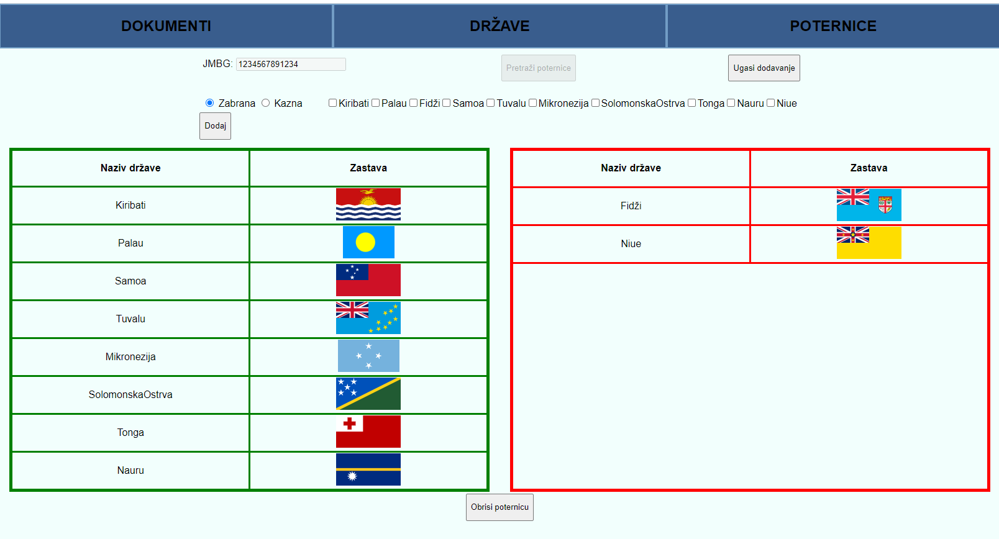 DOKUMENTI DRŽAVE POTERNICE
JMBG: 1234567891234 Pretraži poternice Ugasi dodavanje
Zabrana Kazna Kiribati Palau Fidži Samoa Tuvalu Mikronezija SolomonskaOstrva Tonga Nauru Niue
Dodaj
Naziv države Zastava
Kiribati
Palau
Samoa
Tuvalu
Mikronezija
SolomonskaOstrva
Tonga
Nauru
Naziv države Zastava
Fidži
Niue
Obrisi poternicu